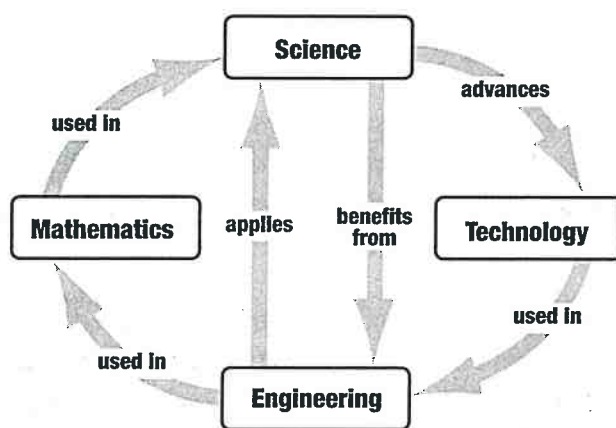 Science
advances
used in
Mathematics
applies
benefits
from
Technology
used in
used in
Engineering